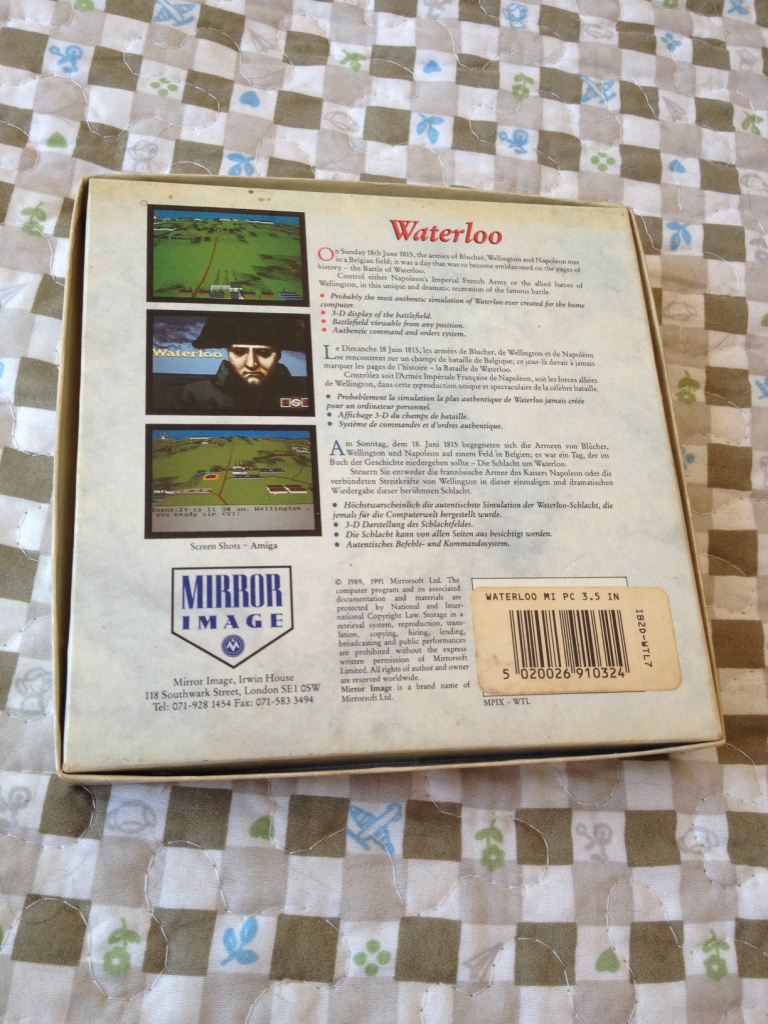 Waterloo
On Sunday 18th June 1815, the armies of Blucher, Wellington and Napoleon met
in a Belgian field; it was a day that was to become emblazoned on the pages of
history – the Battle of Waterloo.
Control either Napoleon's Imperial French Army or the allied forces of
Wellington, in this unique and dramatic recreation of the famous battle.
• Probably the most authentic simulation of Waterloo ever created for the home
computer.
• 3-D display of the battlefield.
• Battlefield viewable from any position.
• Authentic command and orders system.
Waterloo
Le Dimanche 18 Juin 1815, les armées de Blucher, de Wellington et de Napoléon
se rencontrent sur un champs de bataille de Belgique; ce jour-là devait à jamais
marquer les pages de l'histoire – la Bataille de Waterloo.
Contrôlez soit l'Armée Impériale Française de Napoléon, soit les forces alliées
de Wellington, dans cette reproduction unique et spectaculaire de la célèbre bataille.
• Probablement la simulation la plus authentique de Waterloo jamais créée
pour un ordinateur personnel.
• Affichage 3-D du champs de bataille.
• Système de commandes et d'ordres authentique.
Am Sonntag, dem 18. Juni 1815 begegneten sich die Armeen von Blücher,
Wellington und Napoleon auf einem Feld in Belgien; es war ein Tag, der im
Buch der Geschichte niedergehen sollte – Die Schlacht um Waterloo.
Steuern Sie entweder die französische Armee des Kaisers Napoleon oder die
verbündeten Streitkräfte von Wellington in dieser einmaligen und dramatischen
Wiedergabe dieser berühmten Schlacht.
• Höchstwarscheinlich die autentischste Simulation der Waterloo-Schlacht, die
jemals für die Computerwelt hergestellt wurde.
• 3-D Darstellung des Schlachtfeldes.
• Die Schlacht kann von allen Seiten aus besichtigt werden.
• Autentisches Befehls- und Kommandosystem.
Scene:It is 11 30 am. Wellington ,
you ready sir (Y):
Screen Shots – Amiga
MIRROR
IMAGE
Mirror Image, Irwin House
118 Southwark Street, London SE1 0SW
Tel: 071-928 1454 Fax: 071-583 3494
© 1989, 1991 Mirrorsoft Ltd. The
computer program and its associated
documentation and materials are
protected by National and Inter-
national Copyright Law. Storage in a
retrieval system, reproduction, trans-
lation, copying, hiring, lending,
broadcasting and public performances
are prohibited without the express
written permission of Mirrorsoft
Limited. All rights of author and owner
are reserved worldwide.
Mirror Image is a brand name of
Mirrorsoft Ltd.
WATERLOO MI PC 3.5 IN
5 020026 910324
IB2D-WTL7
MPIX – WTL